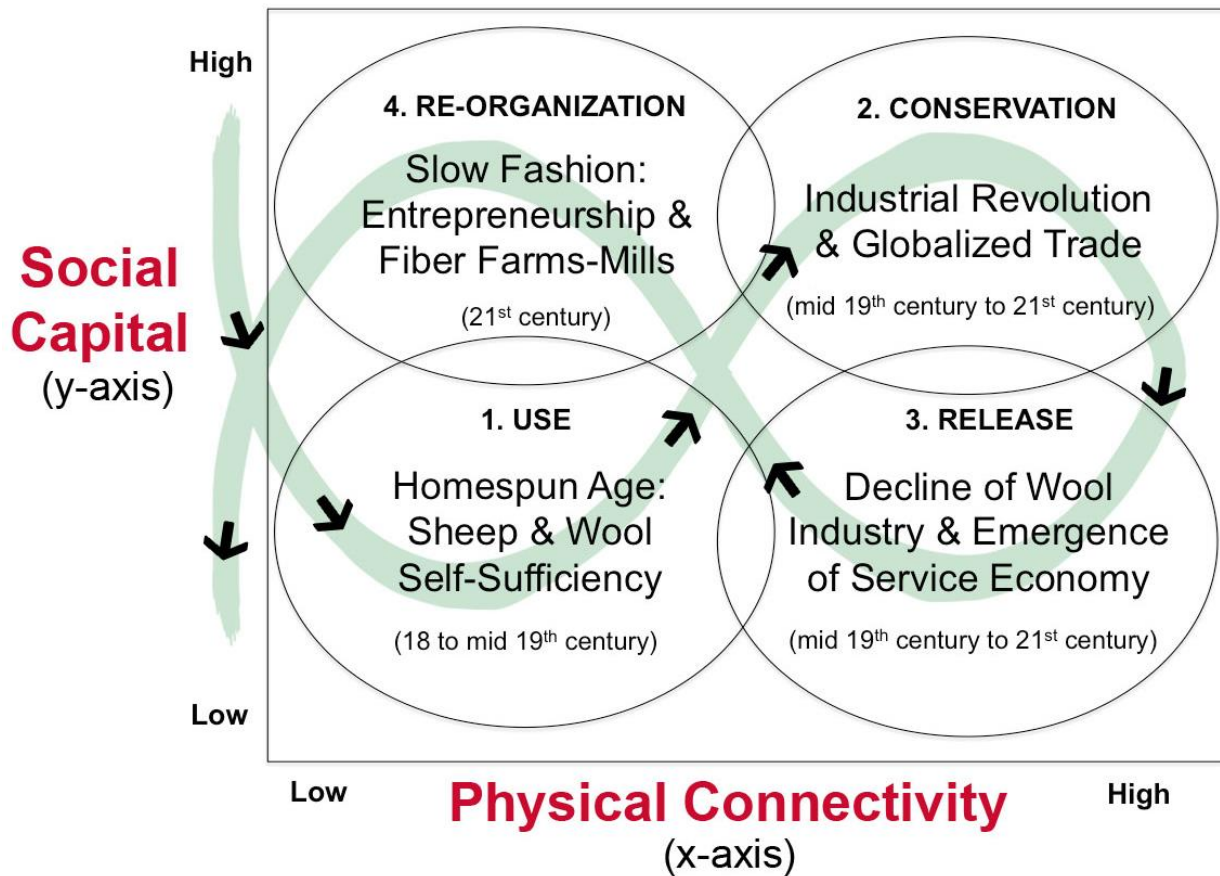 High
4. RE-ORGANIZATION
Slow Fashion:
Entrepreneurship &
Fiber Farms-Mills
(21st century)
2. CONSERVATION
Industrial Revolution
& Globalized Trade
(mid 19th century to 21st century)
Social
Capital
(y-axis)
1. USE
Homespun Age:
Sheep & Wool
Self-Sufficiency
(18 to mid 19th century)
3. RELEASE
Decline of Wool
Industry & Emergence
of Service Economy
(mid 19th century to 21st century)
Low
Low
Physical Connectivity
(x-axis)
High